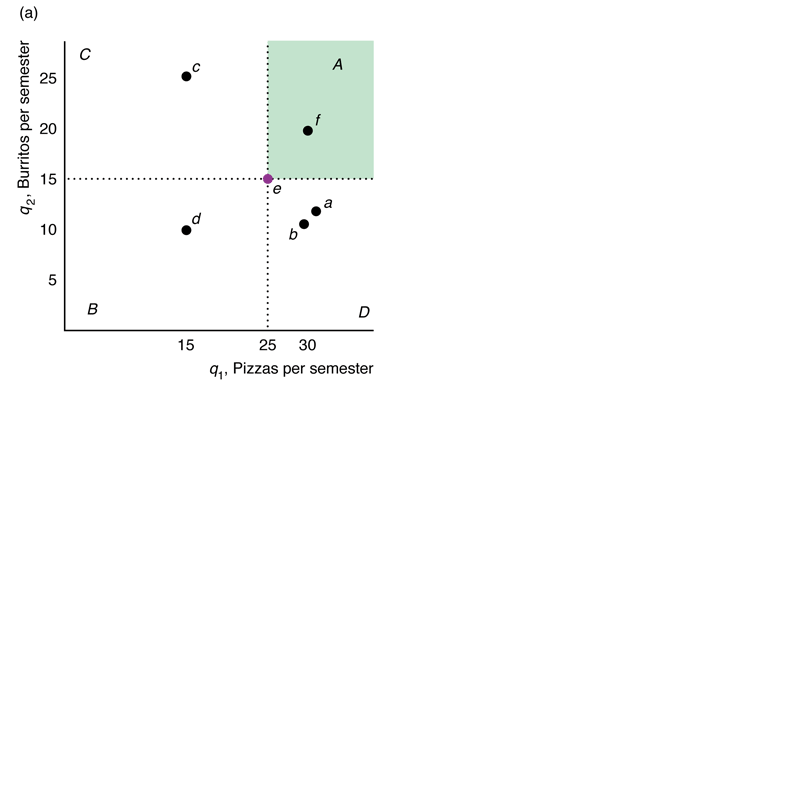 (a)
q2, Burritos per semester
C
c
A
25
f
20
15
e
a
d
10
b
5
B
D
15 25 30
q1, Pizzas per semester